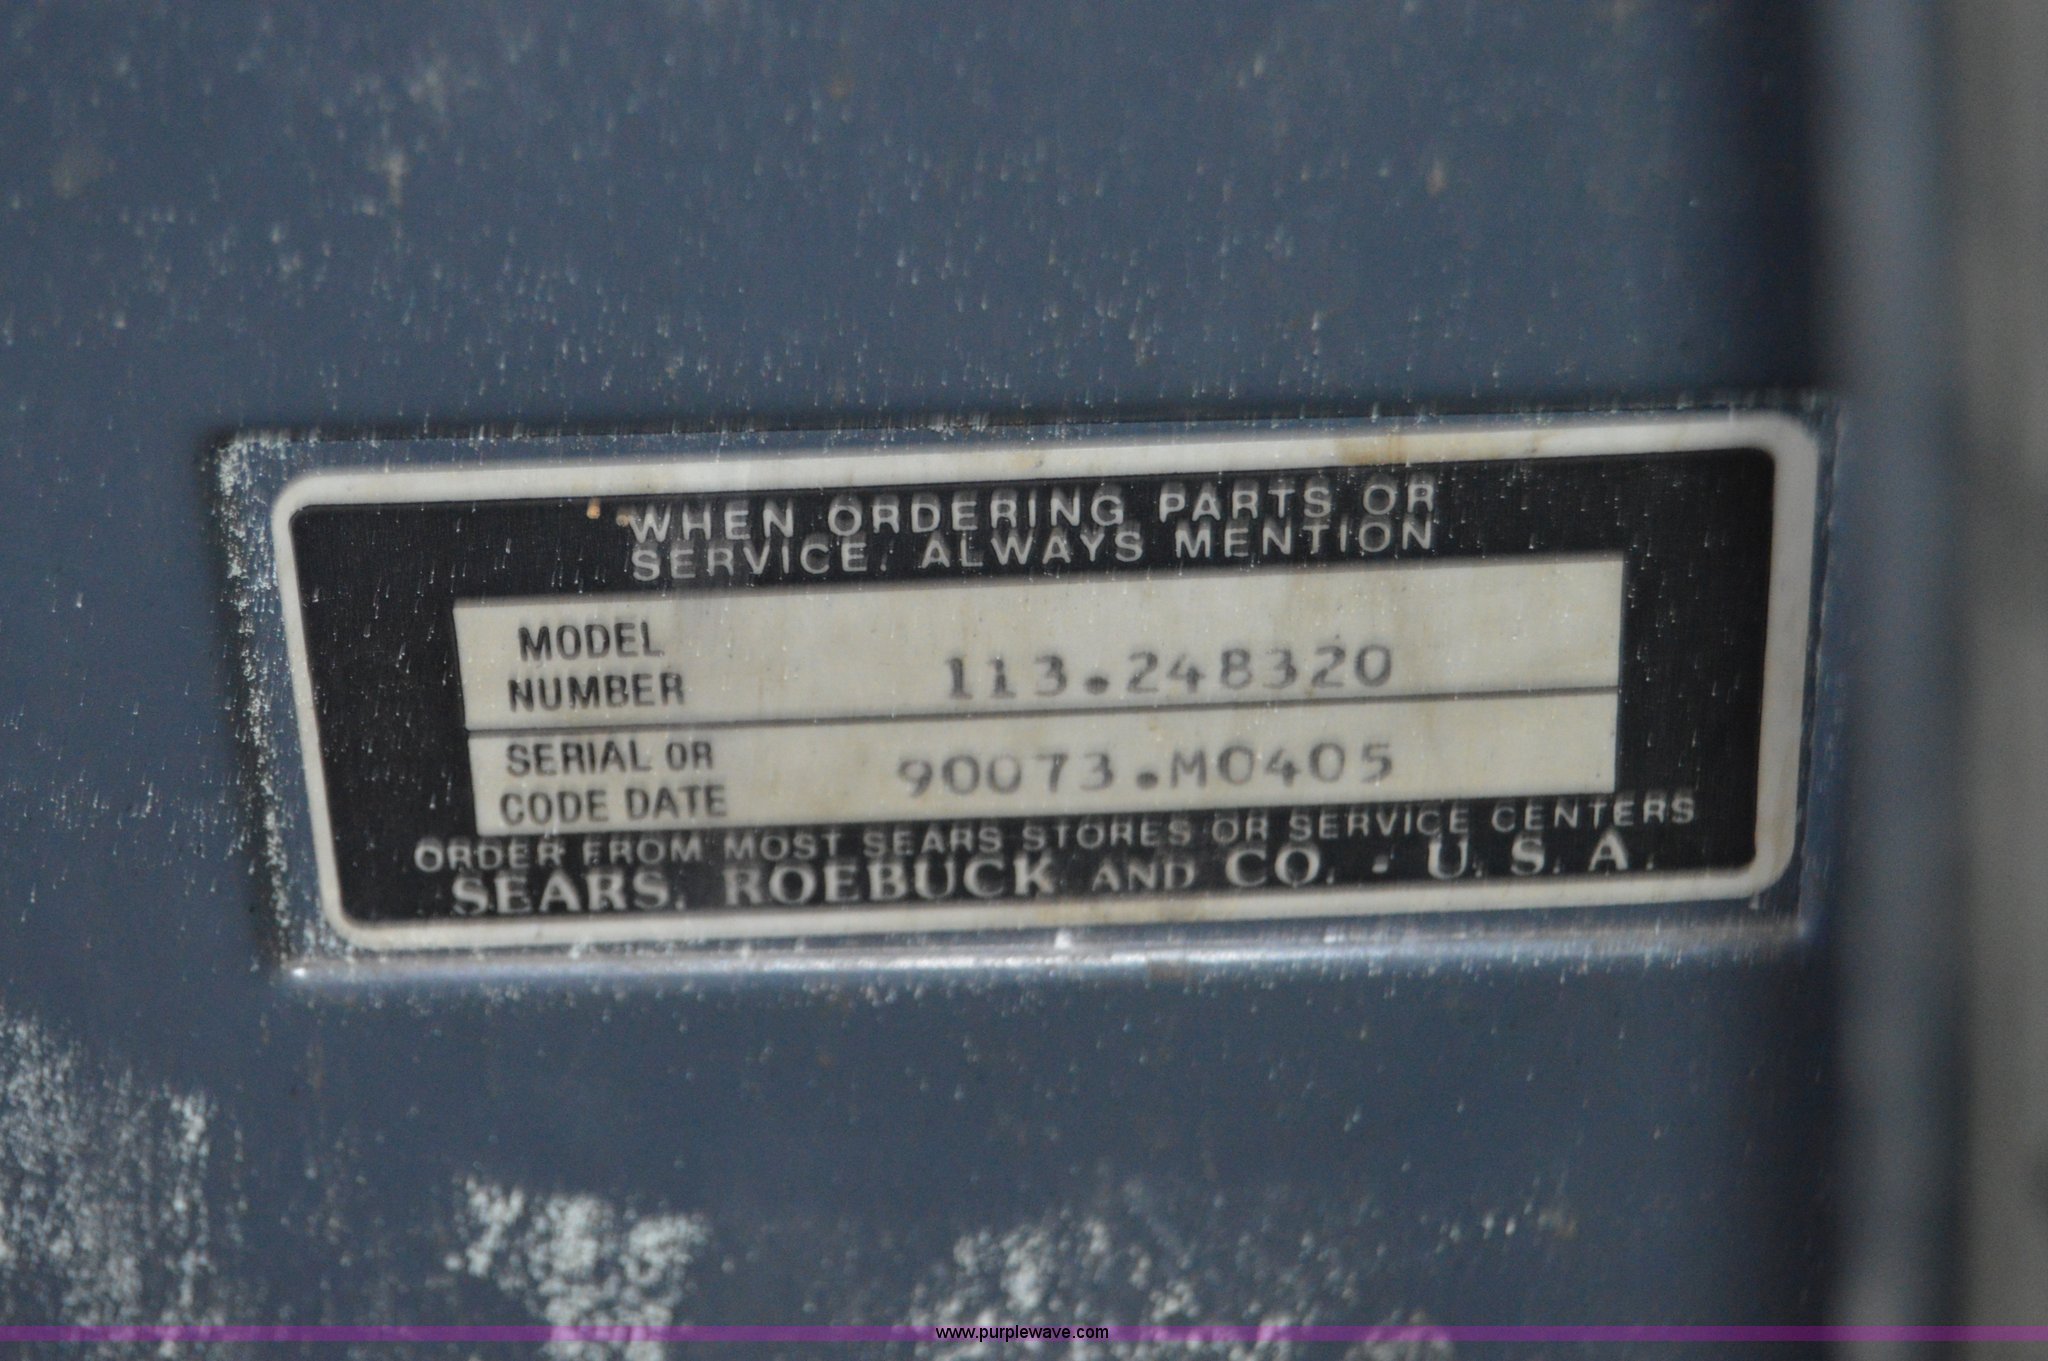 WHEN ORDERING PARTS OR
SERVICE, ALWAYS MENTION
MODEL
NUMBER
113.248320
SERIAL OR
CODE DATE
90073.M0405
ORDER FROM MOST SEARS STORES OR SERVICE CENTERS
SEARS, ROEBUCK AND CO. - U.S.A.
www.purplewave.com